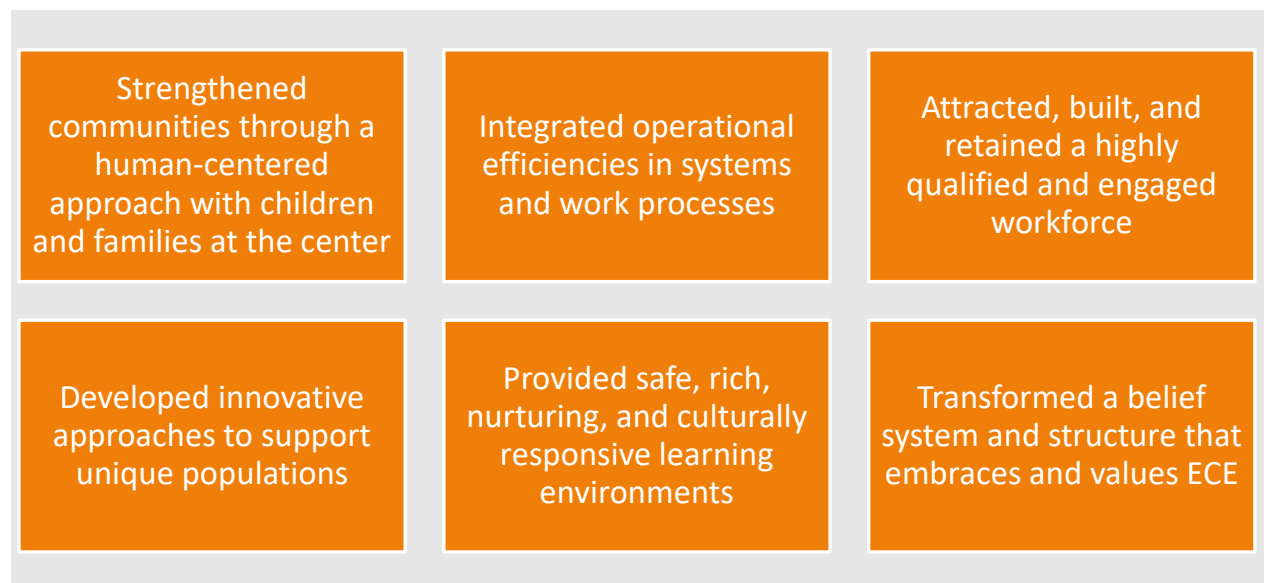 Strengthened
communities through a
human-centered
approach with children
and families at the center
Integrated operational
efficiencies in systems
and work processes
Attracted, built, and
retained a highly
qualified and engaged
workforce
Developed innovative
approaches to support
unique populations
Provided safe, rich,
nurturing, and culturally
responsive learning
environments
Transformed a belief
system and structure that
embraces and values ECE